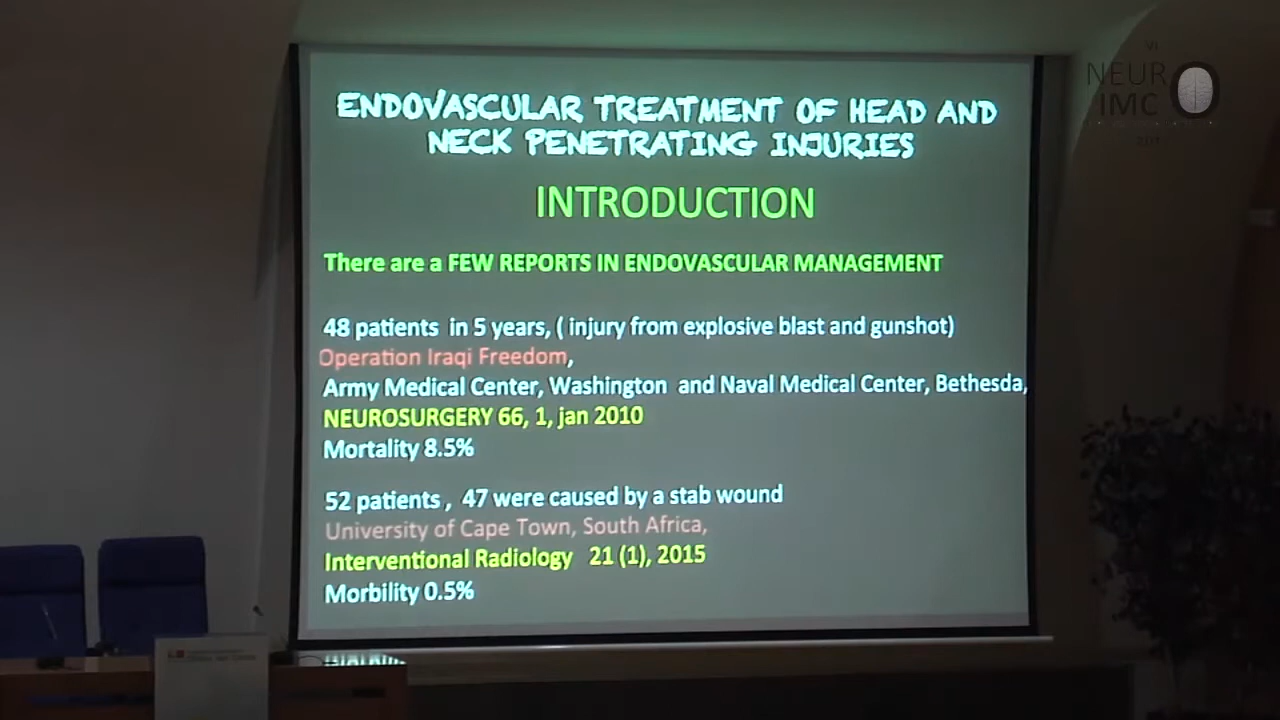 ENDOVASCULAR TREATMENT OF HEAD AND
NECK PENETRATING INJURIES
INTRODUCTION
There are a FEW REPORTS IN ENDOVASCULAR MANAGEMENT
48 patients in 5 years, ( injury from explosive blast and gunshot)
Operation Iraqi Freedom,
Army Medical Center, Washington and Naval Medical Center, Bethesda,
NEUROSURGERY 66, 1, jan 2010
Mortality 8.5%
52 patients , 47 were caused by a stab wound
University of Cape Town, South Africa,
Interventional Radiology 21 (1), 2015
Morbility 0.5%
VI
NEURO
IMC